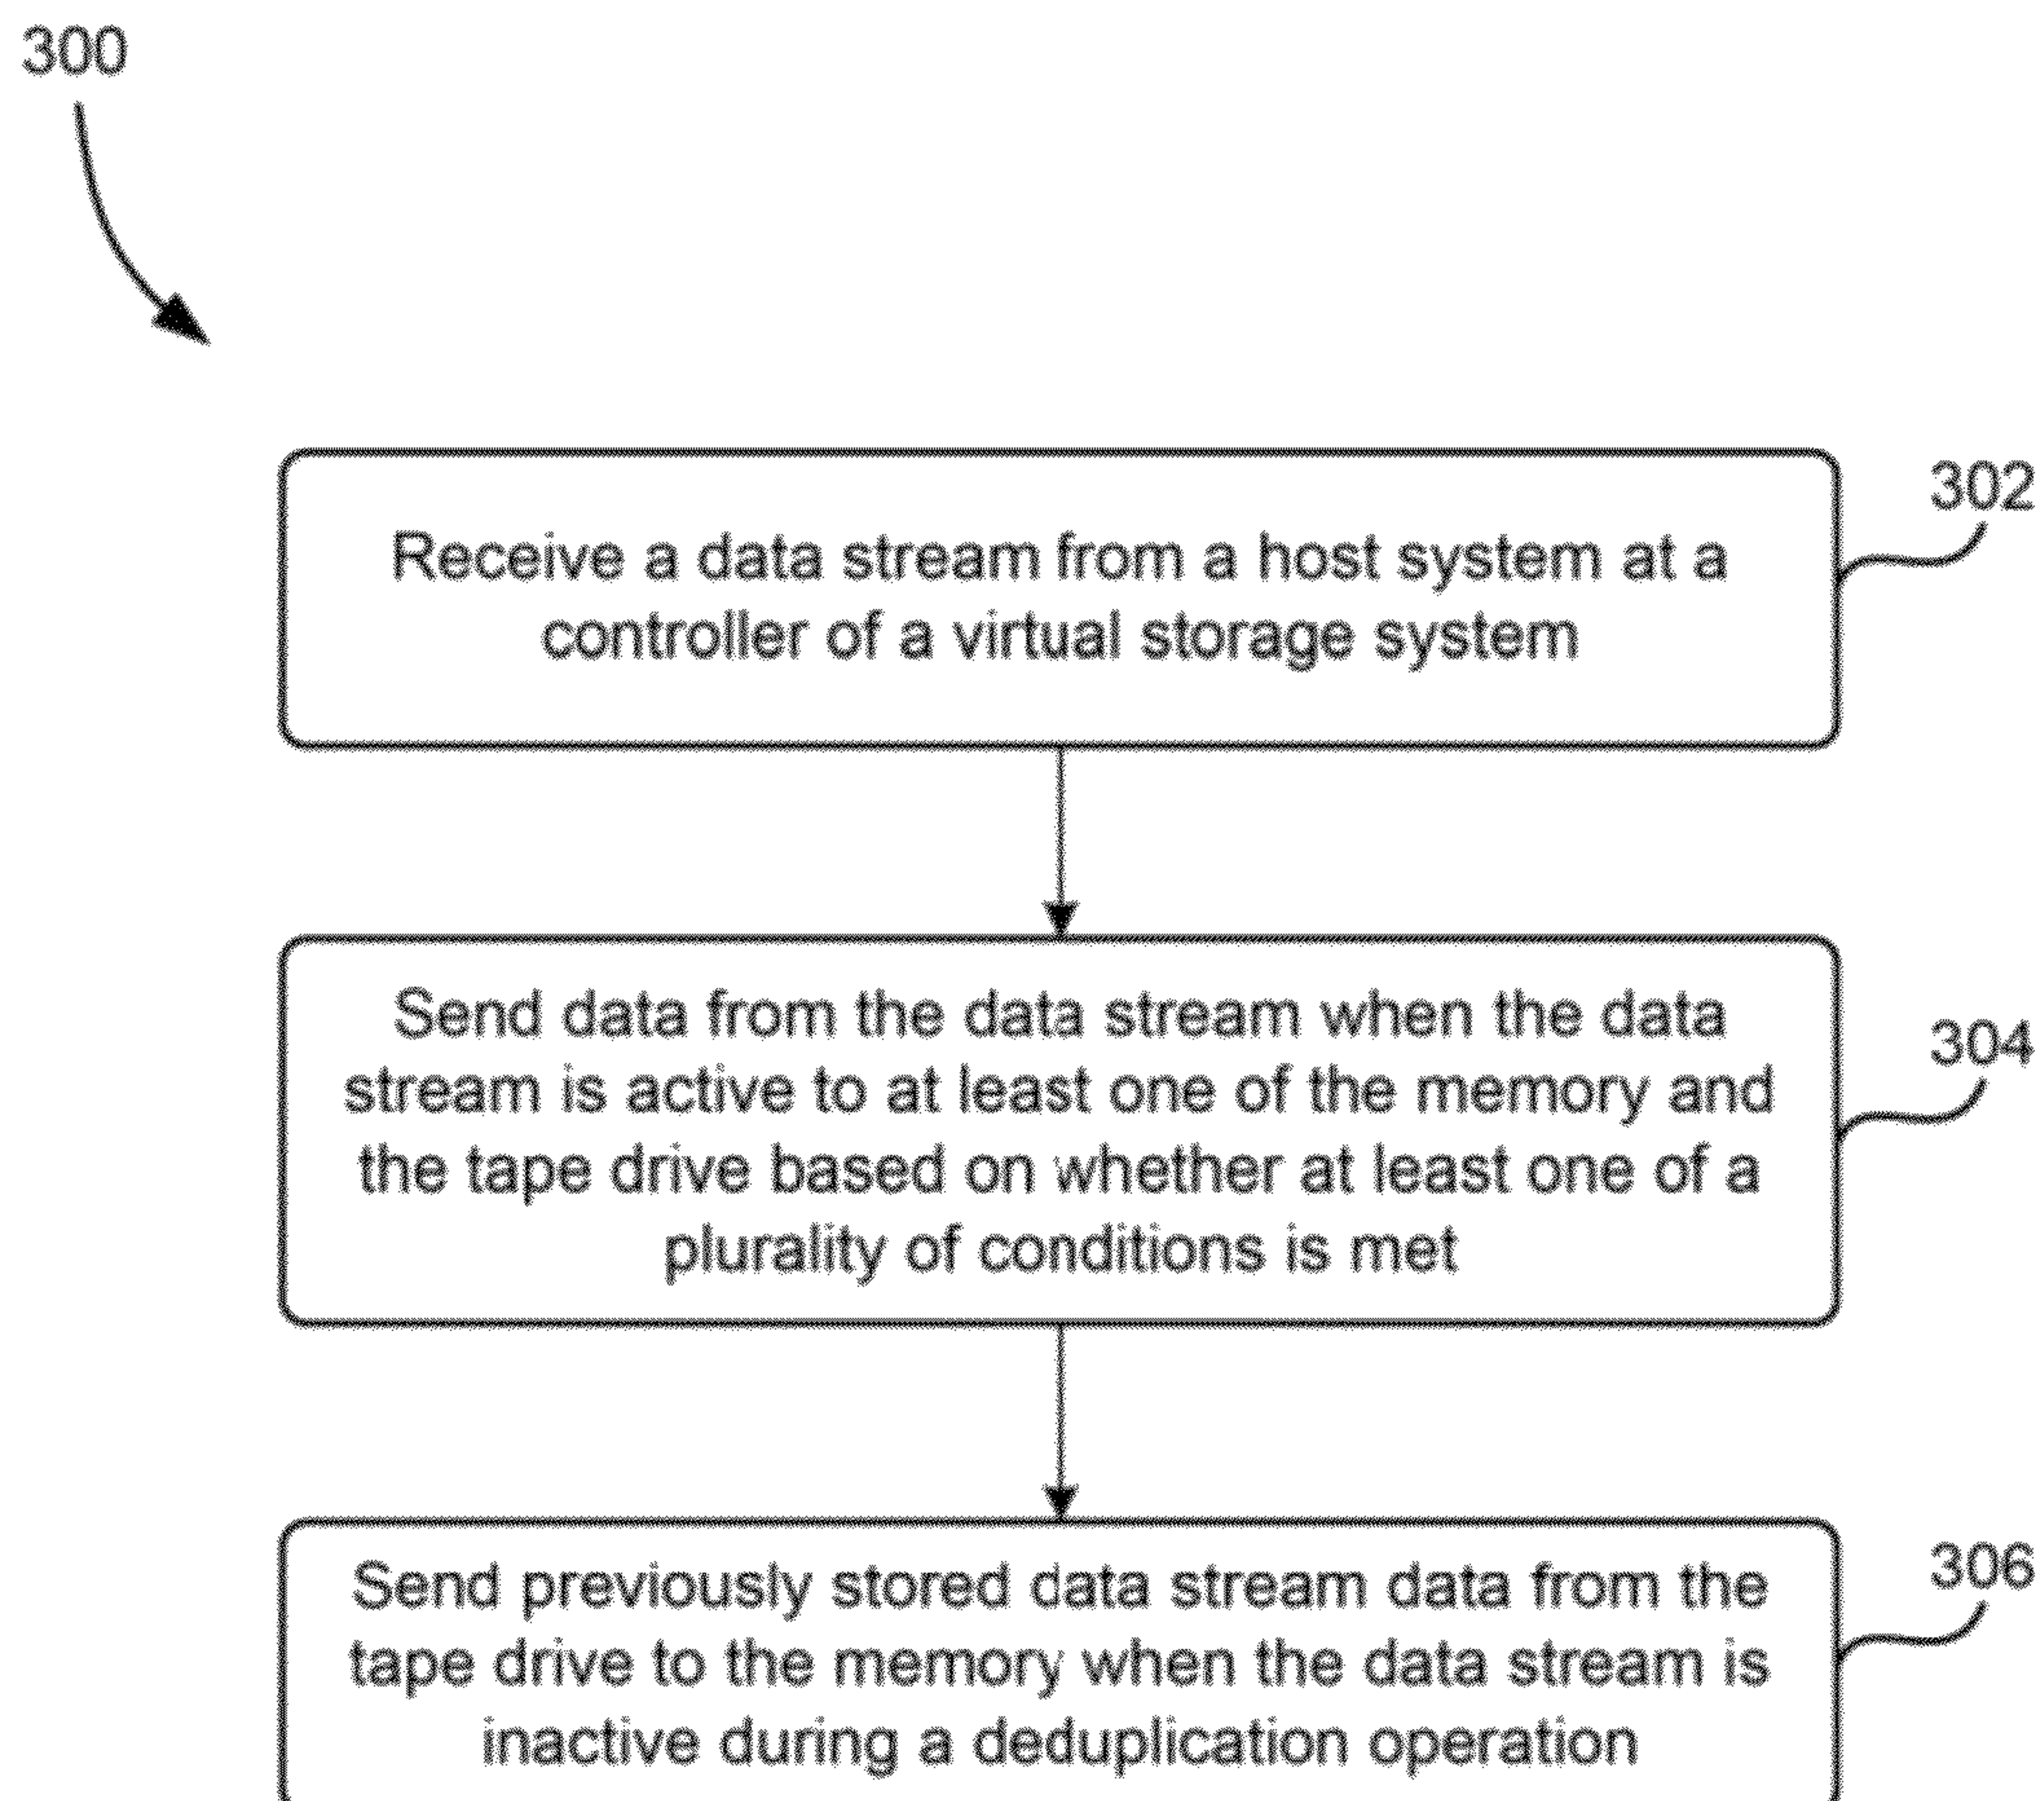 300
302
Receive a data stream from a host system at a
controller of a virtual storage system
304
Send data from the data stream when the data
stream is active to at least one of the memory and
the tape drive based on whether at least one of a
plurality of conditions is met
306
Send previously stored data stream data from the
tape drive to the memory when the data stream is
inactive during a deduplication operation